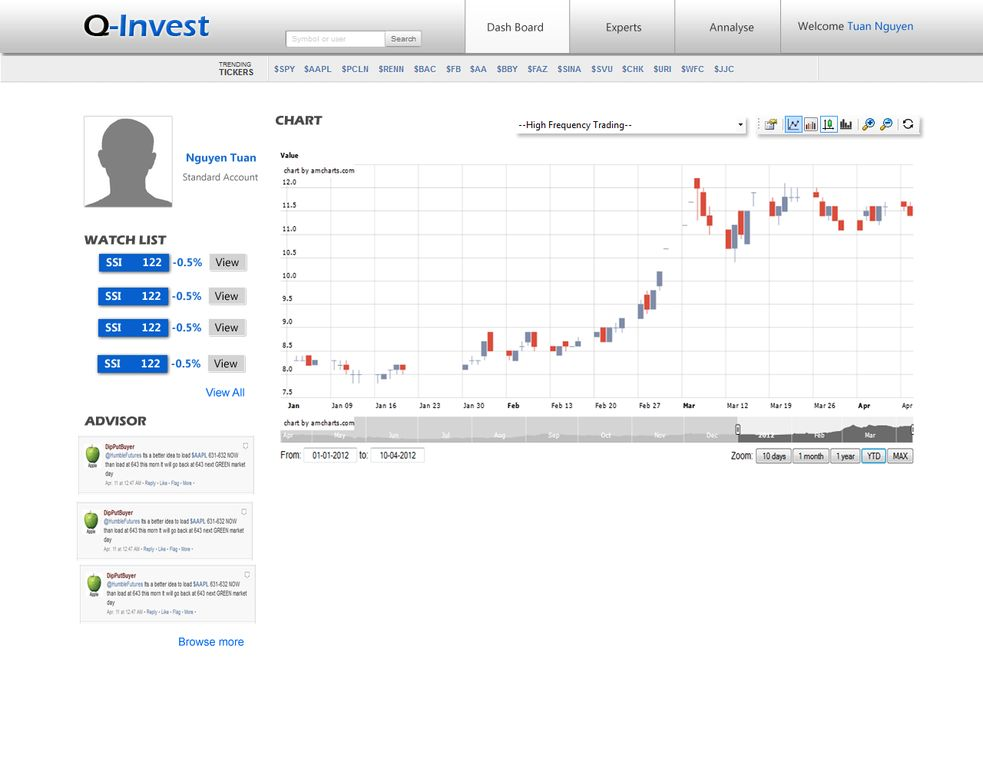 Q-Invest
Symbol or user
Search
Dash Board
Experts
Annalyse
Welcome Tuan Nguyen
TRENDING
TICKERS
$SPY $AAPL $PCLN $RENN $BAC $FB $AA $BBY $FAZ $SINA $SVU $CHK $URI $WFC $JJC
Nguyen Tuan
Standard Account
WATCH LIST
SSI 122 -0.5% View
SSI 122 -0.5% View
SSI 122 -0.5% View
SSI 122 -0.5% View
View All
ADVISOR
DipPutBuyer
@HumbleFutures Its a better idea to load $AAPL 631-632 NOW
than load at 643 this morn It will go back at 643 next GREEN market
day
Apple
Apr. 11 at 12:47 AM • Reply • Like • Flag • More •
DipPutBuyer
@HumbleFutures Its a better idea to load $AAPL 631-632 NOW
than load at 643 this morn It will go back at 643 next GREEN market
day
Apple
Apr. 11 at 12:47 AM • Reply • Like • Flag • More •
DipPutBuyer
@HumbleFutures Its a better idea to load $AAPL 631-632 NOW
than load at 643 this morn It will go back at 643 next GREEN market
day
Apple
Apr. 11 at 12:47 AM • Reply • Like • Flag • More •
Browse more
CHART
--High Frequency Trading--
Value
chart by amcharts.com
12.0
11.5
11.0
10.5
10.0
9.5
9.0
8.5
8.0
7.5
Jan Jan 09 Jan 16 Jan 23 Jan 30 Feb Feb 13 Feb 20 Feb 27 Mar Mar 12 Mar 19 Mar 26 Apr Apr
chart by amcharts.com
Apr May Jun Jul Aug Sep Oct Nov Dec 2012 Feb Mar
From: 01-01-2012 to: 10-04-2012
Zoom: 10 days 1 month 1 year YTD MAX